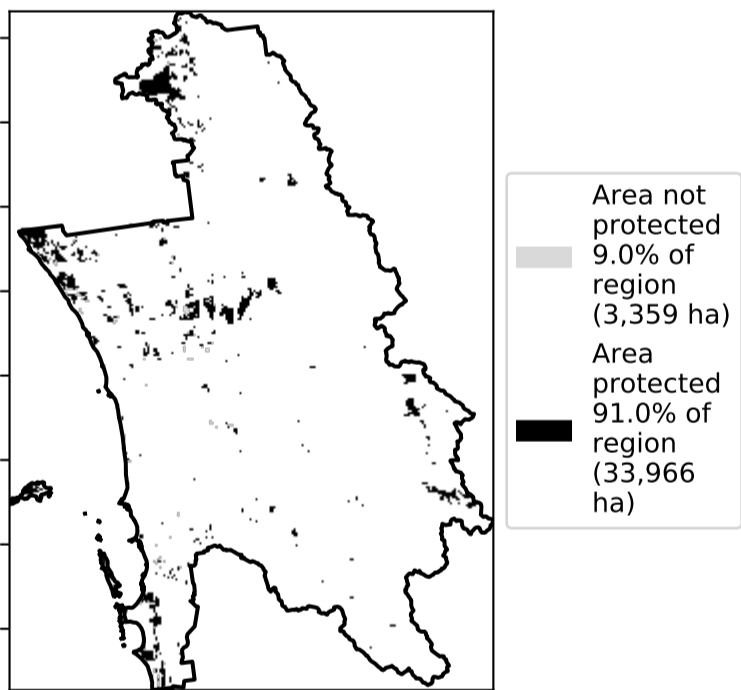 Area not
protected
9.0% of
region
(3,359 ha)
Area
protected
91.0% of
region
(33,966
ha)